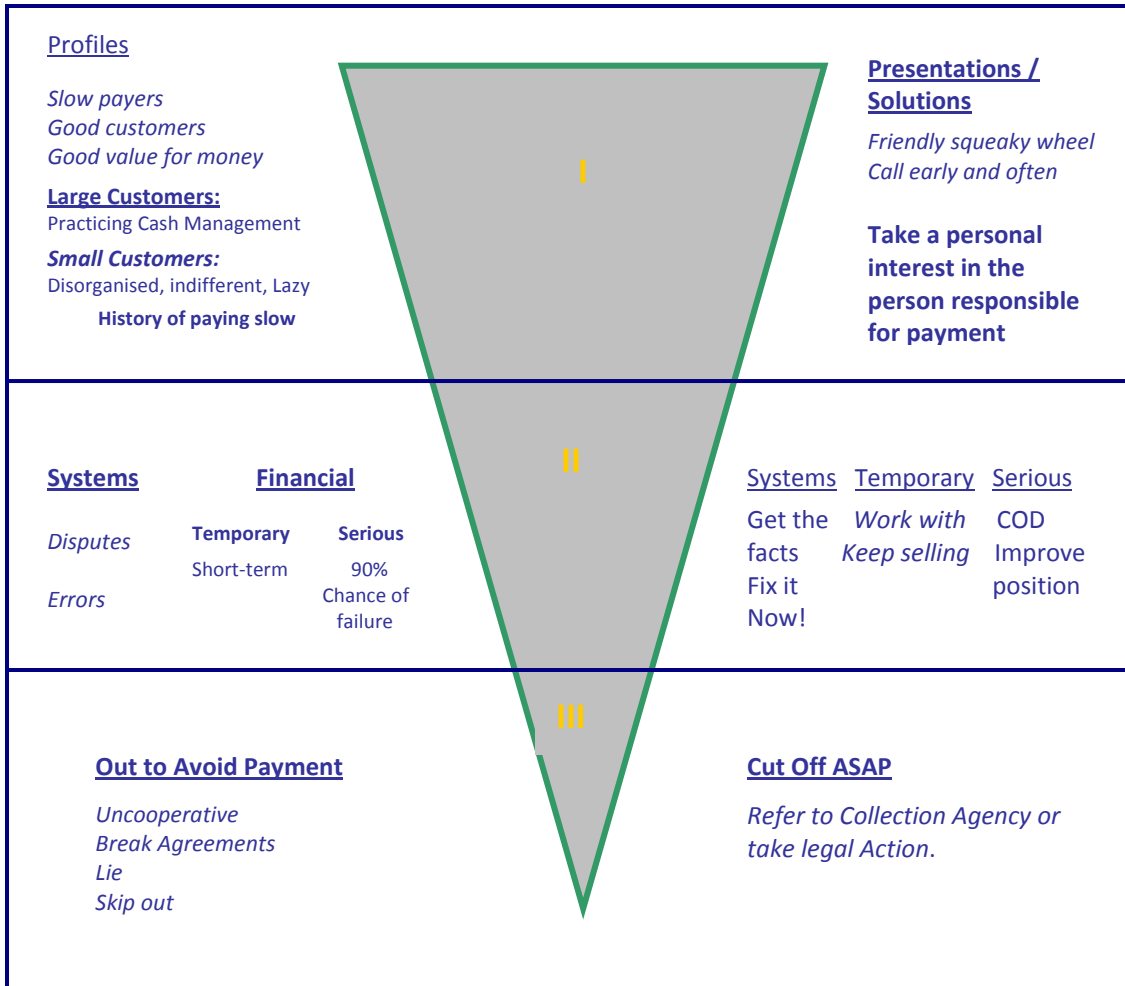 Profiles
Slow payers
Good customers
Good value for money
Large Customers:
Practicing Cash Management
Small Customers:
Disorganised, indifferent, Lazy
History of paying slow
I
Presentations /
Solutions
Friendly squeaky wheel
Call early and often
Take a personal
interest in the
person responsible
for payment
Systems
Disputes
Errors
Financial
Temporary
Short-term
Serious
90%
Chance of
failure
II
Systems
Get the
facts
Fix it
Now!
Temporary
Work with
Keep selling
Serious
COD
Improve
position
Out to Avoid Payment
Uncooperative
Break Agreements
Lie
Skip out
III
Cut Off ASAP
Refer to Collection Agency or
take legal Action.